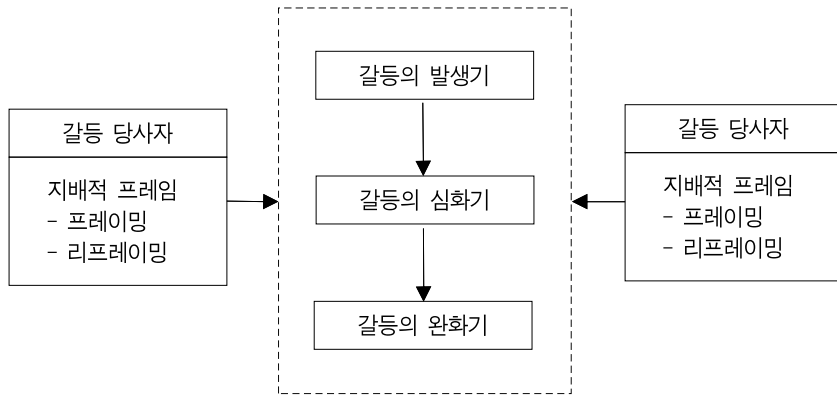 갈등 당사자
지배적 프레임
- 프레이밍
- 리프레이밍
갈등의 발생기
갈등의 심화기
갈등의 완화기
갈등 당사자
지배적 프레임
- 프레이밍
- 리프레이밍